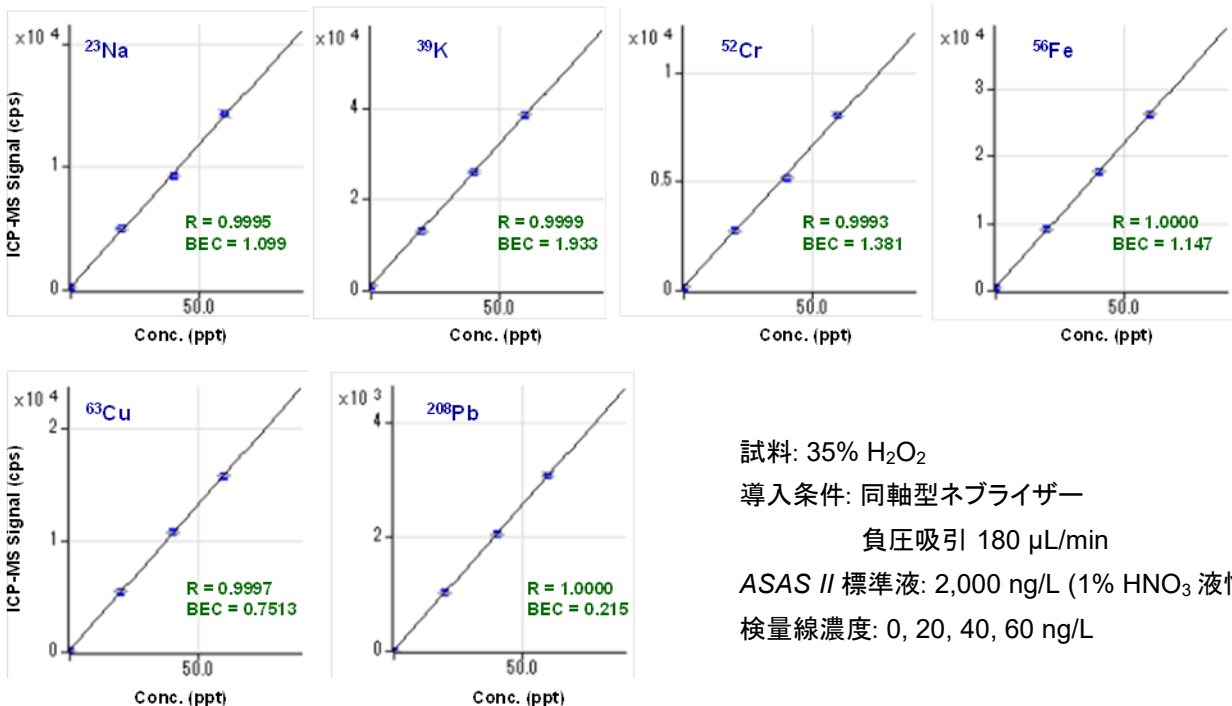 ×10 4
²³Na
1
0
50.0
R = 0.9995
BEC = 1.099
ICP-MS Signal (cps)
Conc. (ppt)
×10 4
³⁹K
4
2
0
50.0
R = 0.9999
BEC = 1.933
Conc. (ppt)
×10 4
⁵²Cr
1
0.5
0
50.0
R = 0.9993
BEC = 1.381
Conc. (ppt)
×10 4
⁵⁶Fe
3
2
1
0
50.0
R = 1.0000
BEC = 1.147
Conc. (ppt)
×10 4
⁶³Cu
2
1
0
50.0
R = 0.9997
BEC = 0.7513
ICP-MS Signal (cps)
Conc. (ppt)
×10 3
²⁰⁸Pb
4
2
0
50.0
R = 1.0000
BEC = 0.215
Conc. (ppt)
試料: 35% H₂O₂
導入条件: 同軸型ネブライザー
負圧吸引 180 µL/min
ASAS II 標準液: 2,000 ng/L (1% HNO₃ 液
検量線濃度: 0, 20, 40, 60 ng/L